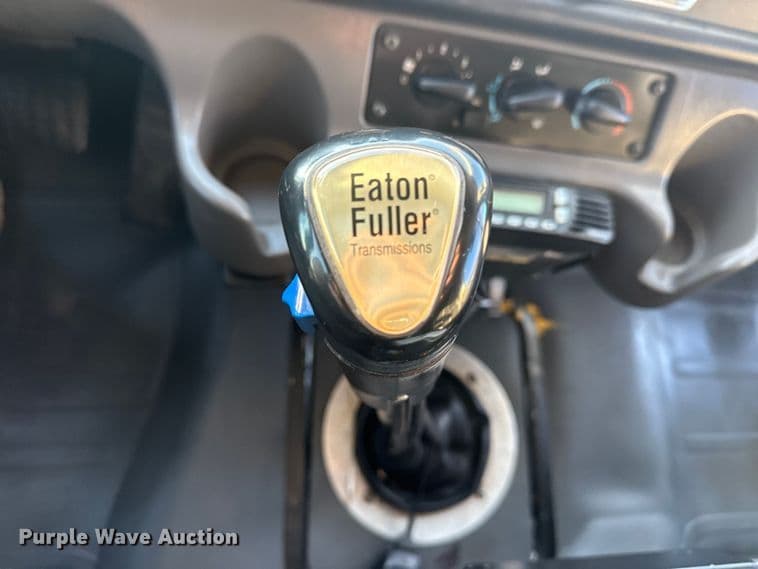 Eaton®
Fuller®
Transmissions
Purple Wave Auction